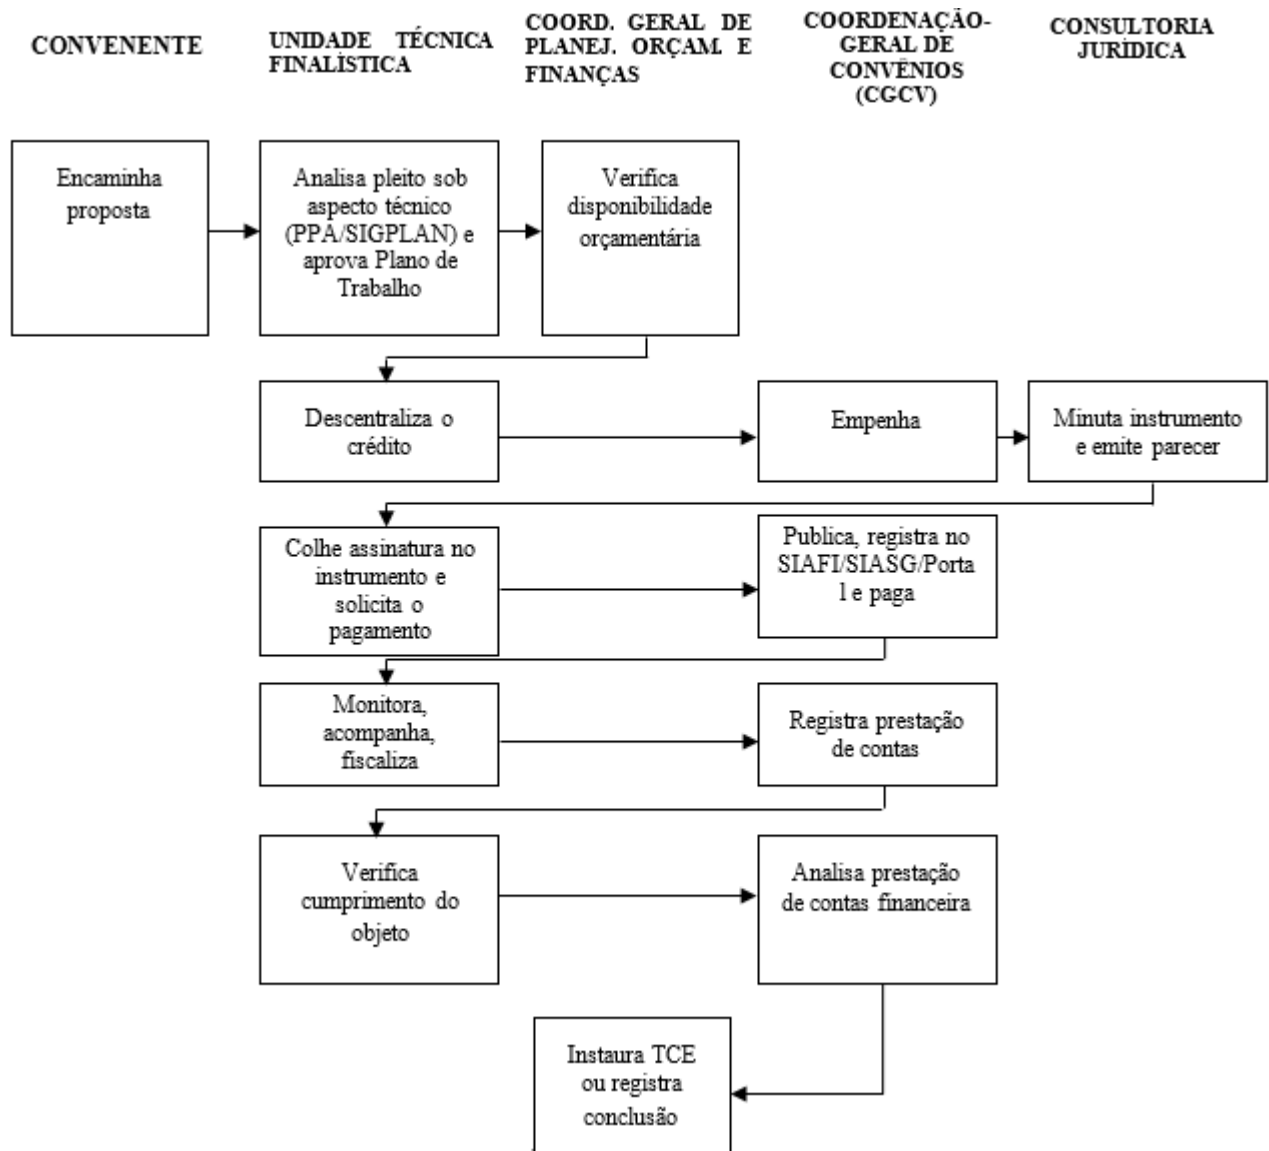 CONVENENTE
UNIDADE TÉCNICA
FINALÍSTICA
COORD. GERAL DE
PLANEJ. ORÇAM. E
FINANÇAS
COORDENAÇÃO-
GERAL DE
CONVÊNIOS
(CGCV)
CONSULTORIA
JURÍDICA
Encaminha
proposta
Analisa pleito sob
aspecto técnico
(PPA/SIGPLAN) e
aprova Plano de
Trabalho
Verifica
disponibilidade
orçamentária
Descentraliza o
crédito
Empenha
Minuta instrumento
e emite parecer
Colhe assinatura no
instrumento e
solicita o
pagamento
Publica, registra no
SIAFI/SIASG/Porta
l e paga
Monitora,
acompanha,
fiscaliza
Registra prestação
de contas
Verifica
cumprimento do
objeto
Analisa prestação
de contas financeira
Instaura TCE
ou registra
conclusão